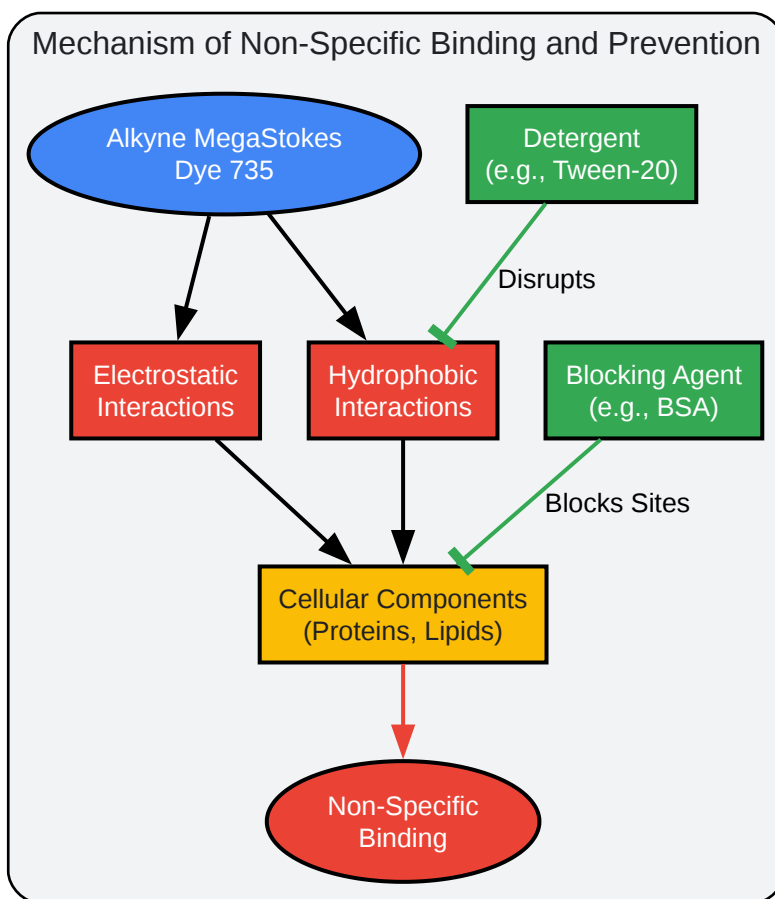 Mechanism of Non-Specific Binding and Prevention
Alkyne MegaStokes
Dye 735
Detergent
(e.g., Tween-20)
Disrupts
Electrostatic
Interactions
Hydrophobic
Interactions
Blocking Agent
(e.g., BSA)
Blocks Sites
Cellular Components
(Proteins, Lipids)
Non-Specific
Binding